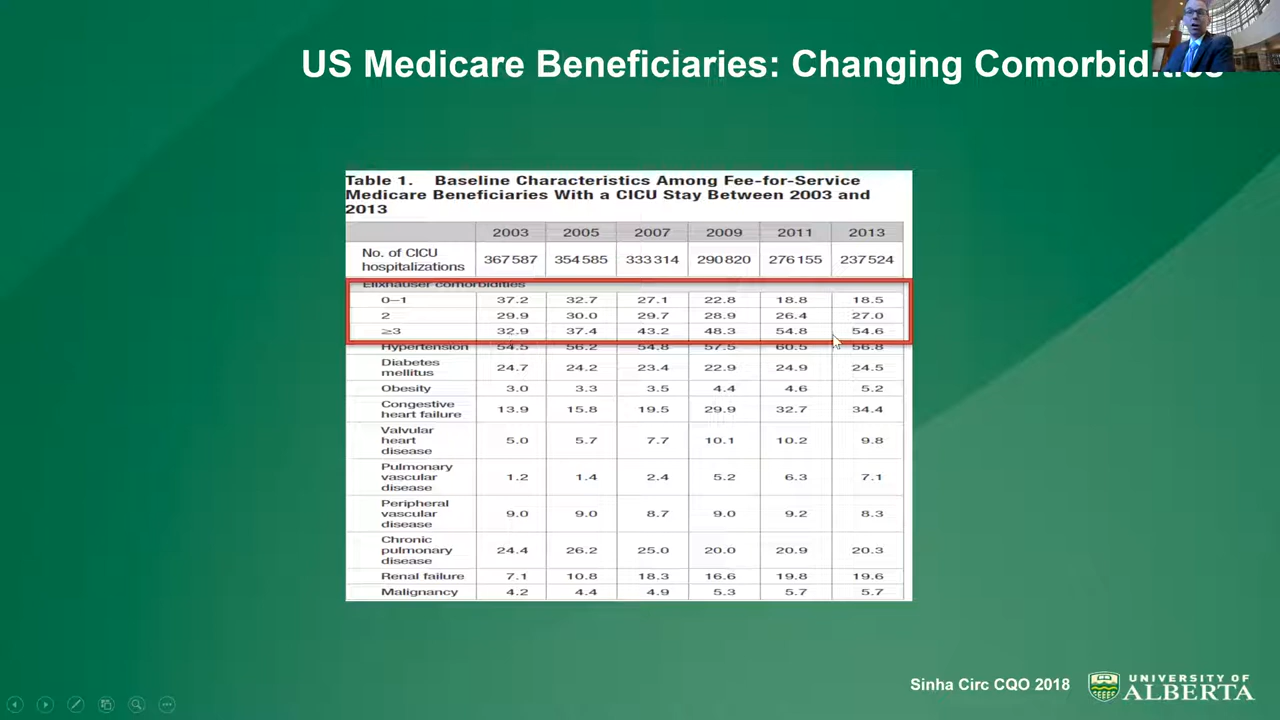 US Medicare Beneficiaries: Changing Comorbidities
Table 1. Baseline Characteristics Among Fee-for-Service
Medicare Beneficiaries With a CICU Stay Between 2003 and
2013
2003 2005 2007 2009 2011 2013
No. of CICU
hospitalizations 367 587 354 585 333 314 290 820 276 155 237 524
Elixhauser comorbidities
0–1 37.2 32.7 27.1 22.8 18.8 18.5
2 29.9 30.0 29.7 28.9 26.4 27.0
≥3 32.9 37.4 43.2 48.3 54.8 54.6
Hypertension 54.5 56.2 54.8 57.5 60.5 56.8
Diabetes
mellitus 24.7 24.2 23.4 22.9 24.9 24.5
Obesity 3.0 3.3 3.5 4.4 4.6 5.2
Congestive
heart failure 13.9 15.8 19.5 29.9 32.7 34.4
Valvular
heart
disease 5.0 5.7 7.7 10.1 10.2 9.8
Pulmonary
vascular
disease 1.2 1.4 2.4 5.2 6.3 7.1
Peripheral
vascular
disease 9.0 9.0 8.7 9.0 9.2 8.3
Chronic
pulmonary
disease 24.4 26.2 25.0 20.0 20.9 20.3
Renal failure 7.1 10.8 18.3 16.6 19.8 19.6
Malignancy 4.2 4.4 4.9 5.3 5.7 5.7
Sinha Circ CQO 2018
UNIVERSITY OF
ALBERTA